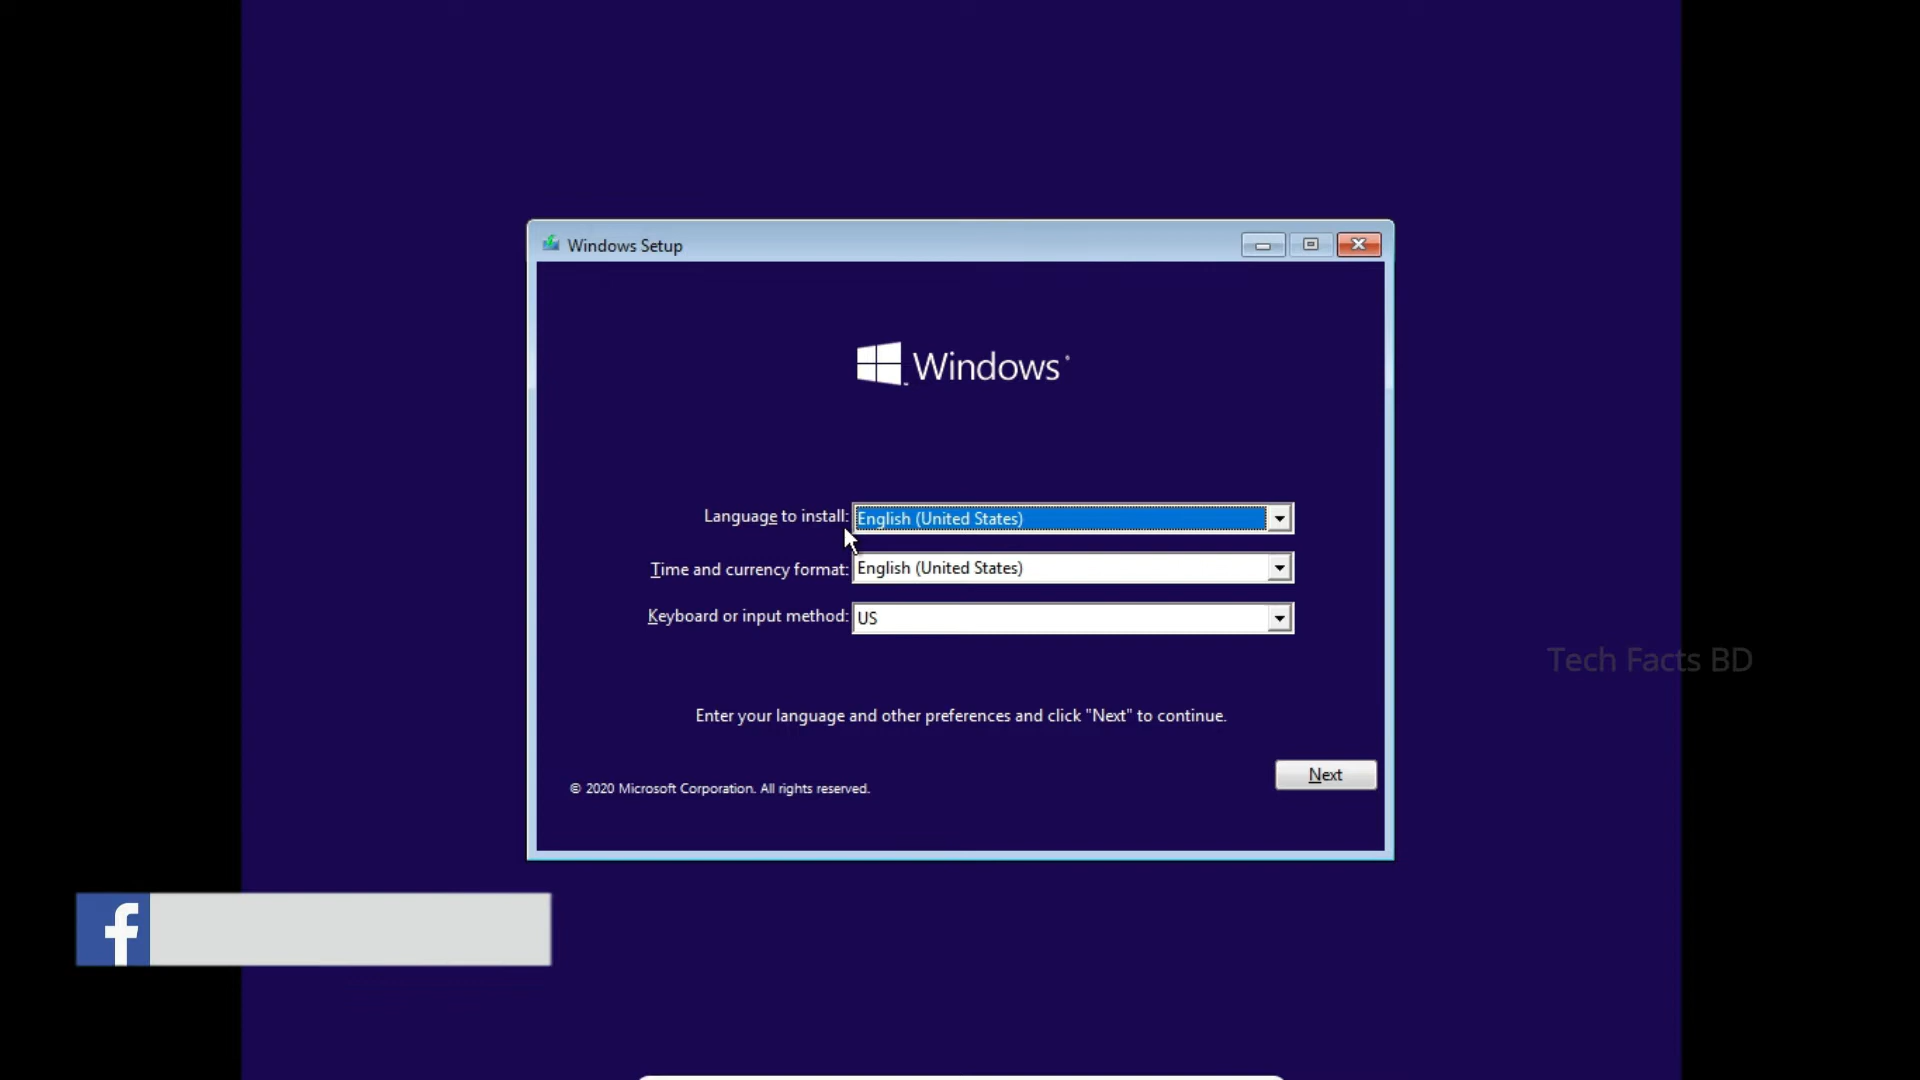 Windows Setup
Windows
Language to install: English (United States)
Time and currency format: English (United States)
Keyboard or input method: US
Tech Facts BD
Enter your language and other preferences and click "Next" to continue.
Next
© 2020 Microsoft Corporation. All rights reserved.